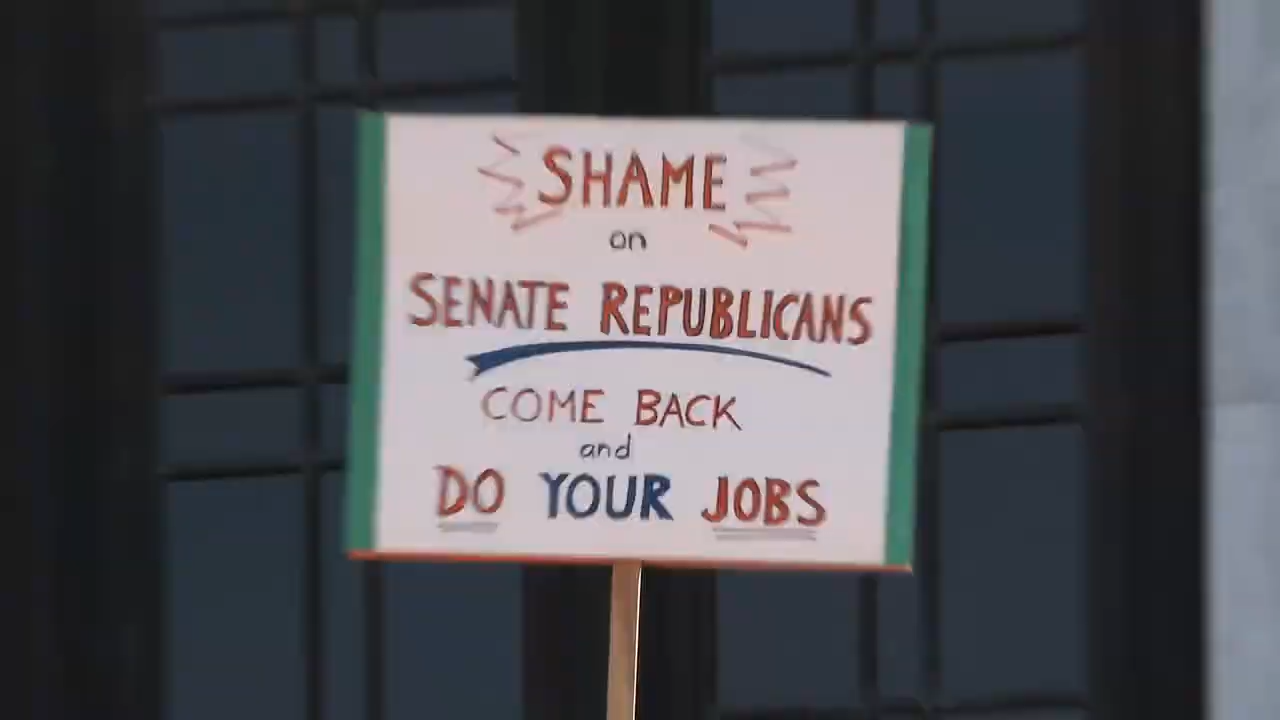 SHAME
on
SENATE REPUBLICANS
COME BACK
and
DO YOUR JOBS